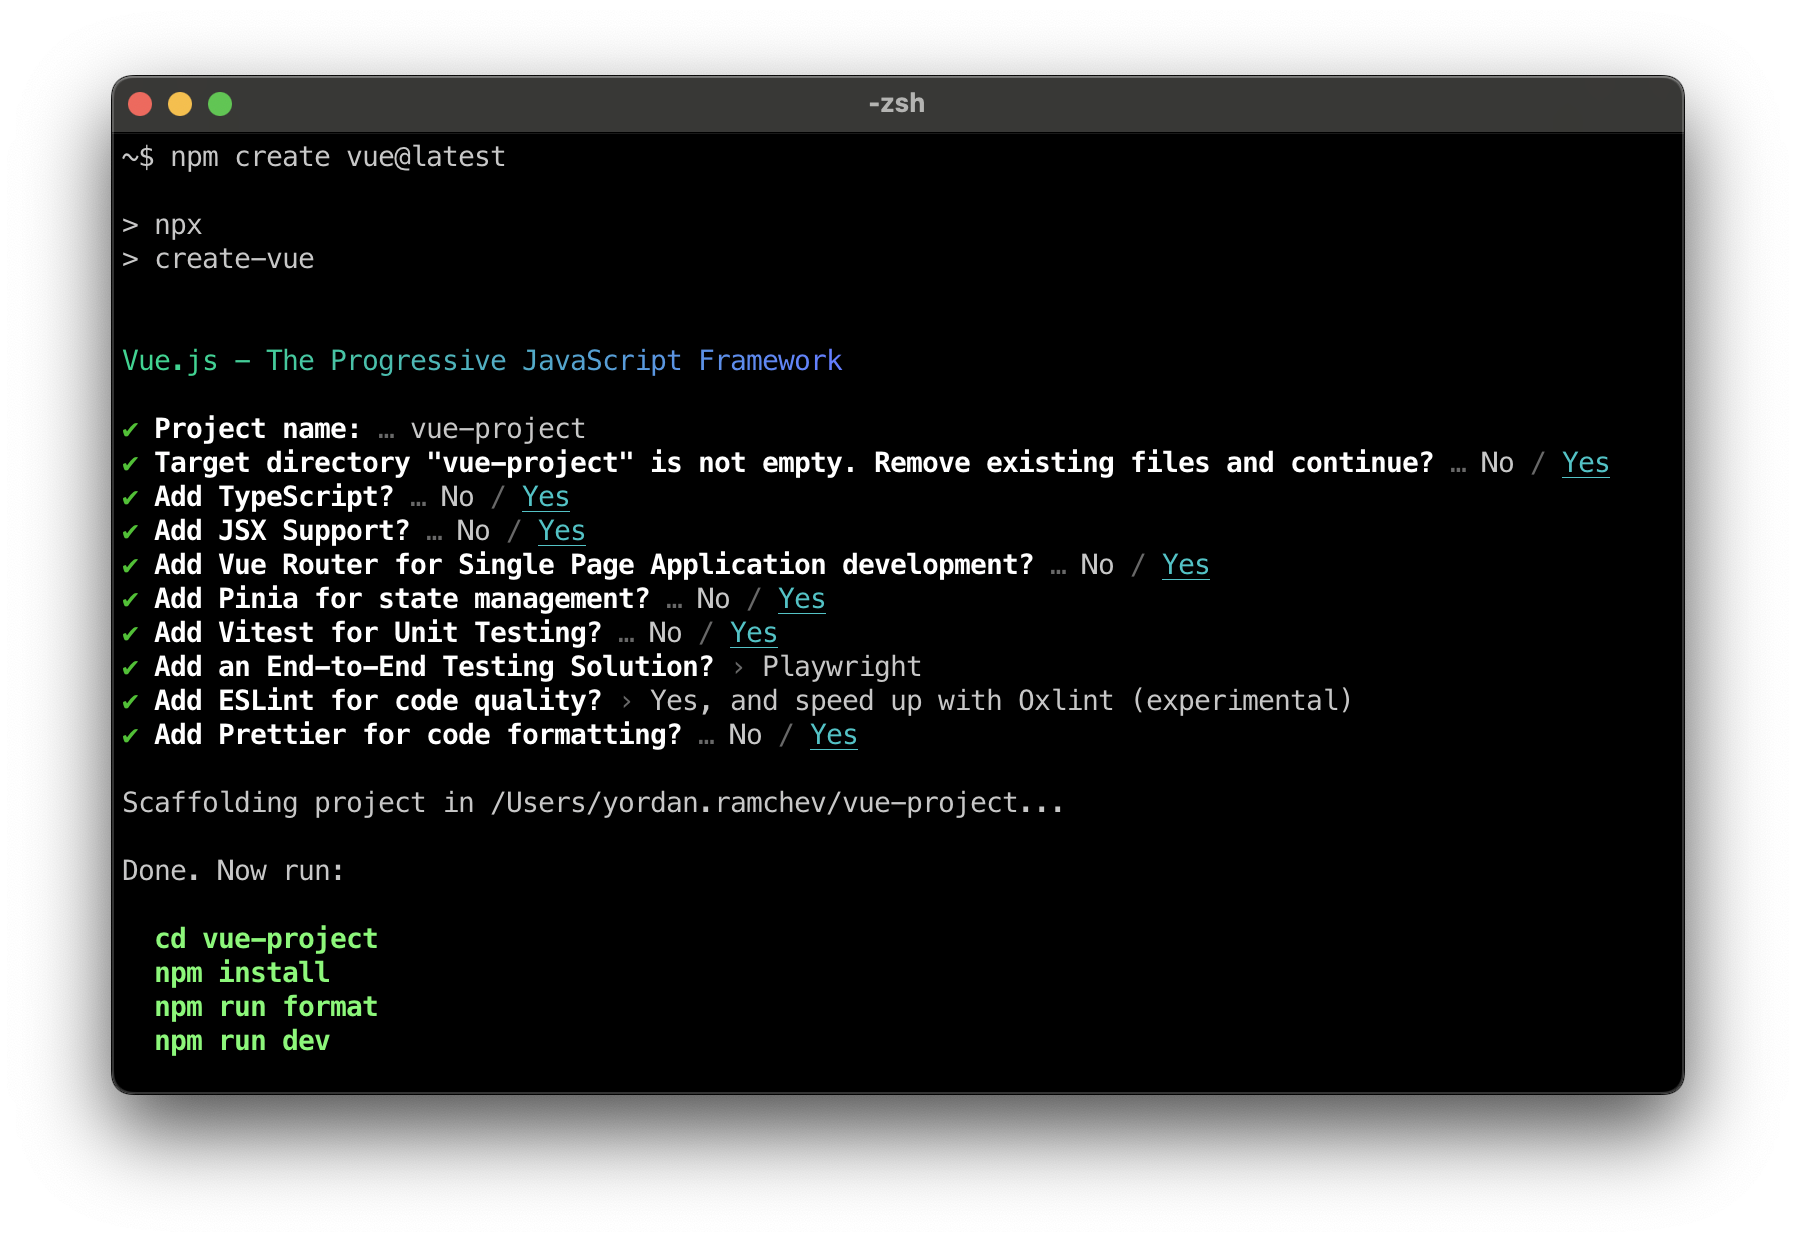 -zsh
~$ npm create vue@latest
> npx
> create-vue
Vue.js - The Progressive JavaScript Framework
✔ Project name: … vue-project
✔ Target directory "vue-project" is not empty. Remove existing files and continue? … No / Yes
✔ Add TypeScript? … No / Yes
✔ Add JSX Support? … No / Yes
✔ Add Vue Router for Single Page Application development? … No / Yes
✔ Add Pinia for state management? … No / Yes
✔ Add Vitest for Unit Testing? … No / Yes
✔ Add an End-to-End Testing Solution? › Playwright
✔ Add ESLint for code quality? › Yes, and speed up with Oxlint (experimental)
✔ Add Prettier for code formatting? … No / Yes
Scaffolding project in /Users/yordan.ramchev/vue-project...
Done. Now run:
cd vue-project
npm install
npm run format
npm run dev